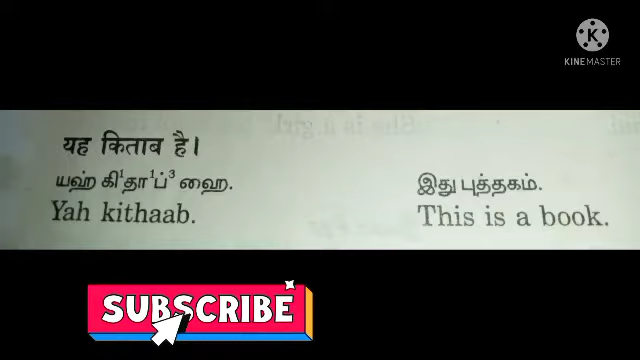 KINEMASTER
यह किताब है।
யஹ் கி¹தா¹ப்³ ஹை.
இது புத்தகம்.
Yah kithaab.
This is a book.
SUBSCRIBE